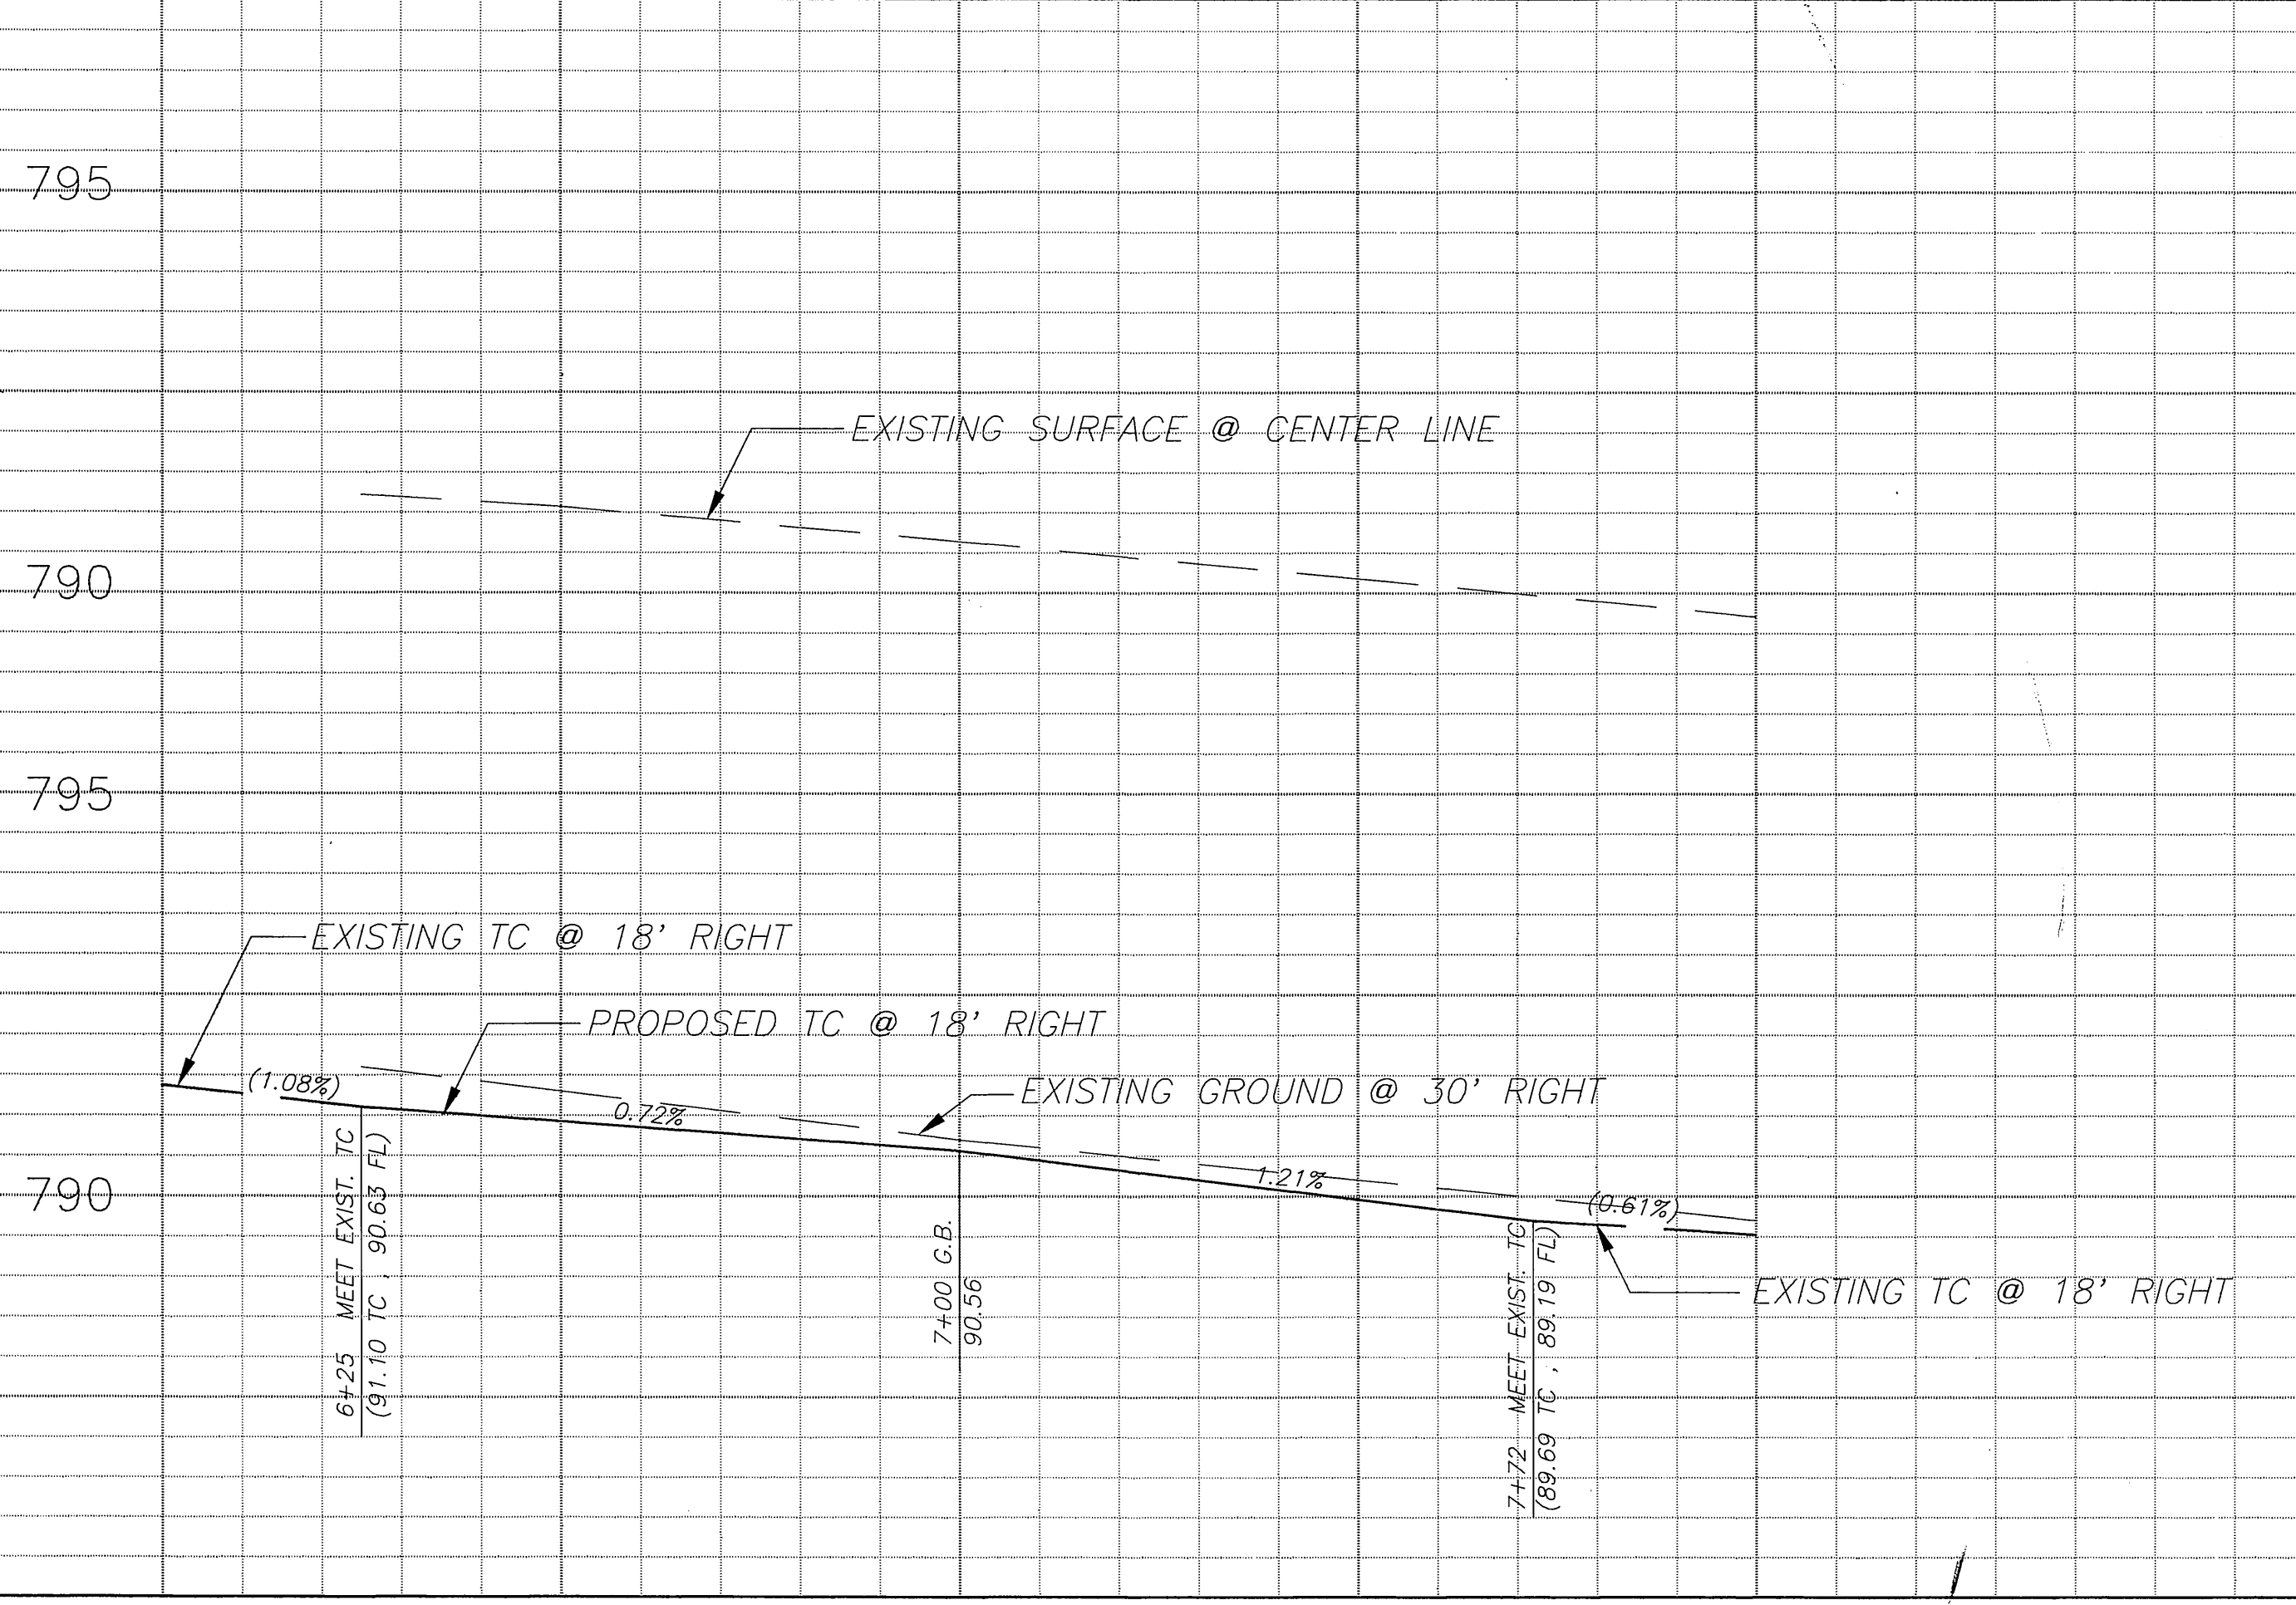 795
EXISTING SURFACE @ CENTER LINE
790
795
EXISTING TC @ 18' RIGHT
PROPOSED TC @ 18' RIGHT
(1.08%)
0.72%
EXISTING GROUND @ 30' RIGHT
1.21%
(0.61%)
790
6+25 MEET EXIST. TC
(91.10 TC , 90.63 FL)
7+00 G.B.
90.56
7+72 MEET EXIST. TC
(89.69 TC , 89.19 FL)
EXISTING TC @ 18' RIGHT